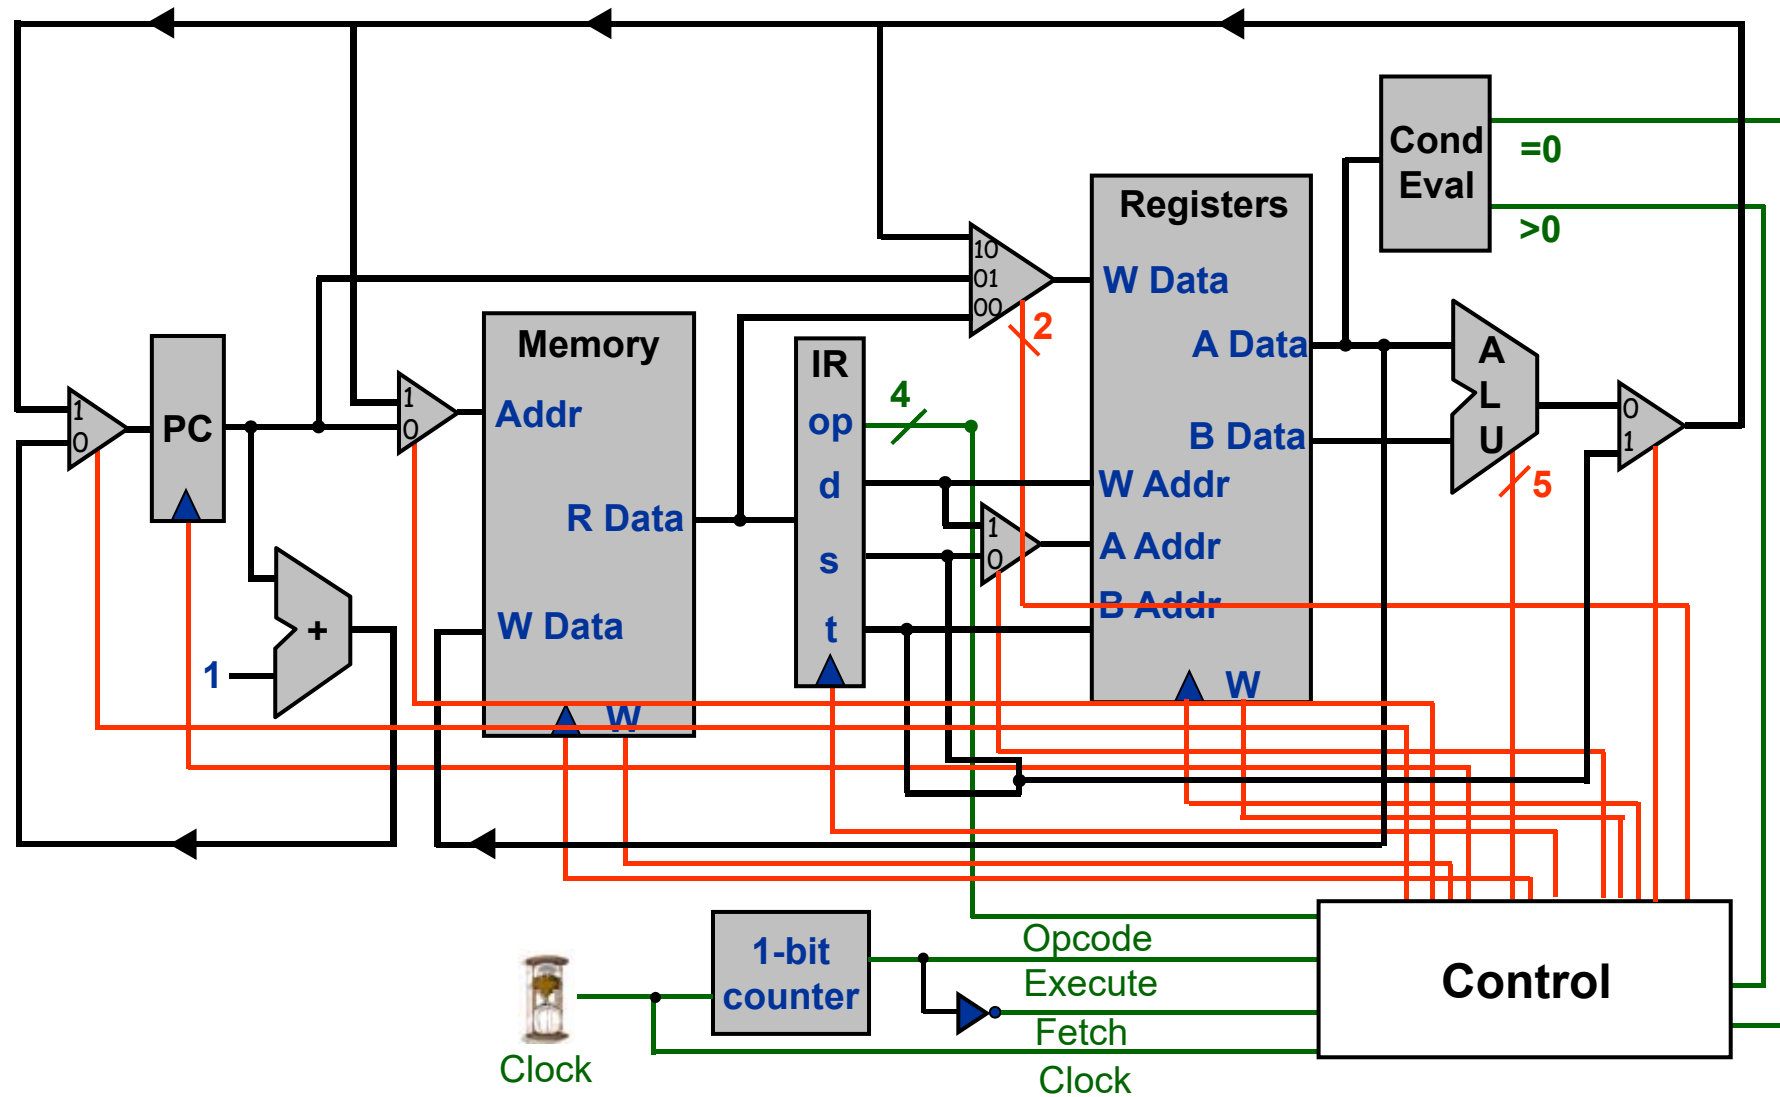 Cond
Eval
=0
>0
Registers
10
01
00
W Data
2
Memory
IR
A Data
A
L
U
1
0
PC
1
0
Addr
op
4
B Data
0
1
d
W Addr
5
R Data
1
0
s
A Addr
B Addr
W Data
t
+
1
W
W
Opcode
1-bit
counter
Execute
Control
Fetch
Clock
Clock